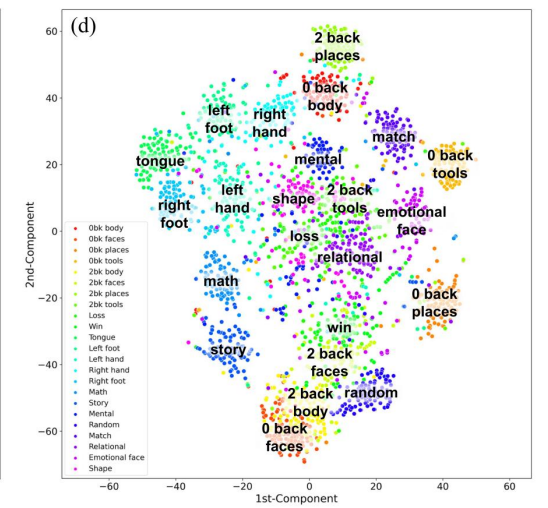 (d)
2 back
places
0 back
body
left
foot
right
hand
match
tongue
mental
0 back
tools
right
foot
left
hand
shape
2 back
tools
emotional
face
loss
relational
math
0 back
places
win
story
2 back
faces
2 back
body
random
0 back
faces
0bk body
0bk faces
0bk places
0bk tools
2bk body
2bk faces
2bk places
2bk tools
Loss
Win
Tongue
Left foot
Left hand
Right hand
Right foot
Math
Story
Mental
Random
Match
Relational
Emotional face
Shape
2nd-Component
60
40
20
0
−20
−40
−60
−60
−40
−20
0
20
40
60
1st-Component